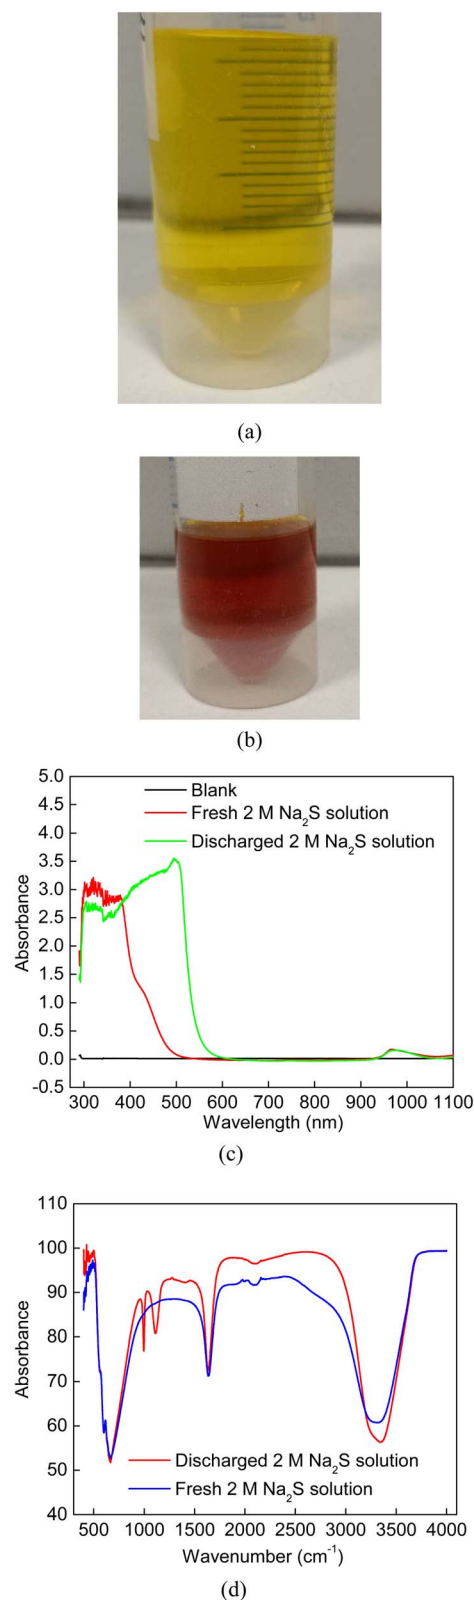 (a)
(b)
5.0
4.5
4.0
3.5
3.0
2.5
2.0
1.5
1.0
0.5
0.0
-0.5
Absorbance
Blank
Fresh 2 M Na₂S solution
Discharged 2 M Na₂S solution
300 400 500 600 700 800 900 1000 1100
Wavelength (nm)
(c)
110
100
90
80
70
60
50
40
Absorbance
Discharged 2 M Na₂S solution
Fresh 2 M Na₂S solution
500 1000 1500 2000 2500 3000 3500 4000
Wavenumber (cm⁻¹)
(d)